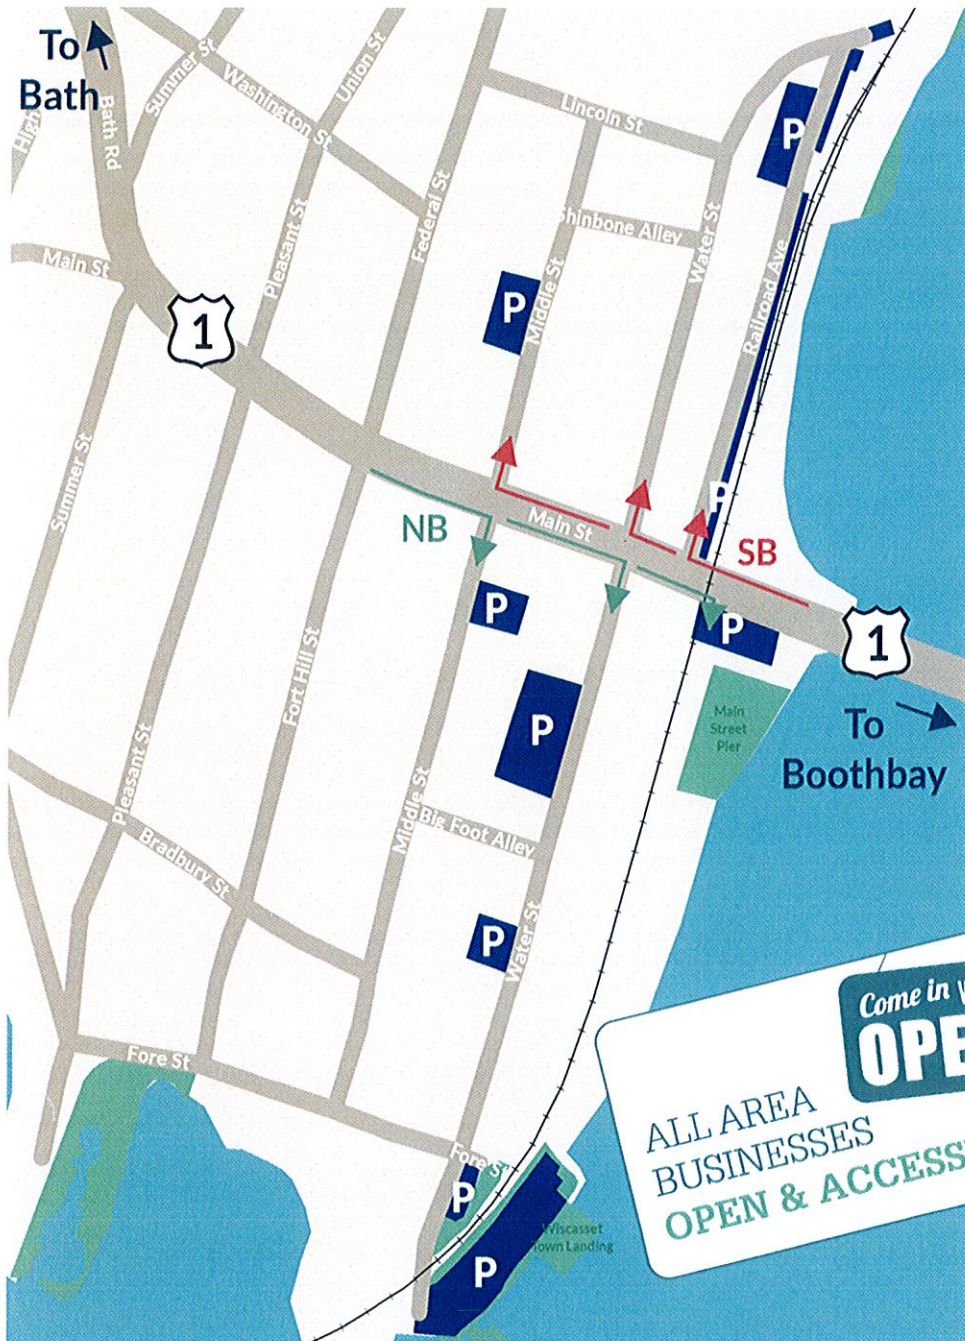 To
Bath
High
Bath Rd
Summer St
Washington St
Union St
Lincoln St
P
Shinbone Alley
Federal St
Pleasant St
Water St
Main St
Railroad Ave
P
Middle St
1
Summer St
P
NB
Main St
SB
P
P
1
Fort Hill St
Main
Street
Pier
To
Boothbay
P
Pleasant St
Middle St
Big Foot Alley
Bradbury St
P
Water St
Come in
OPE
ALL AREA
BUSINESSES
OPEN & ACCESS
Fore St
Fore St
P
Wiscasset
Town Landing
P